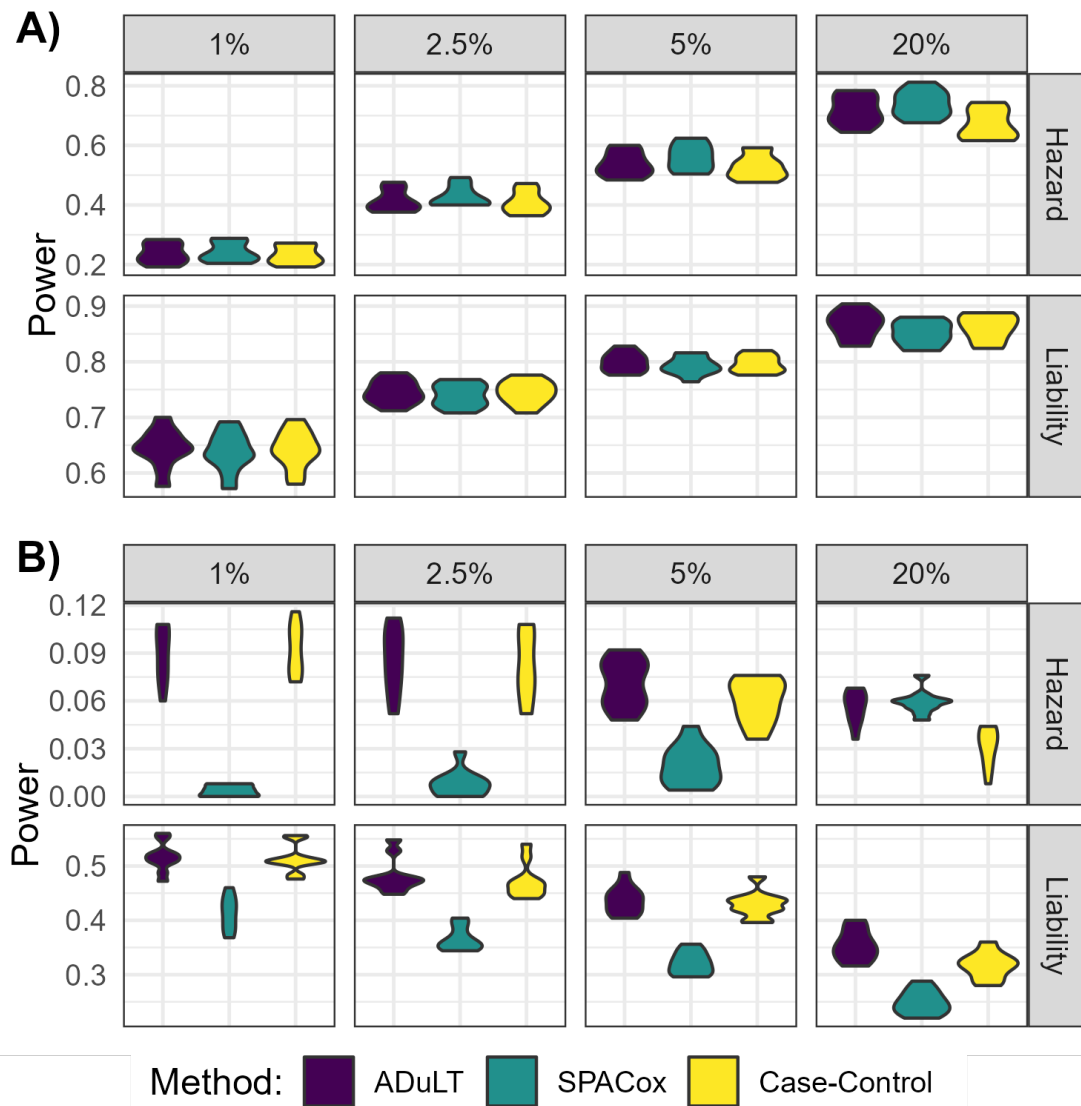 A)
1% 2.5% 5% 20%
0.8
0.6
0.4
0.2
Hazard
Power
0.9
0.8
0.7
0.6
Liability
B)
1% 2.5% 5% 20%
0.12
0.09
0.06
0.03
0.00
Hazard
Power
0.5
0.4
0.3
Liability
Method: ADuLT SPACox Case-Control